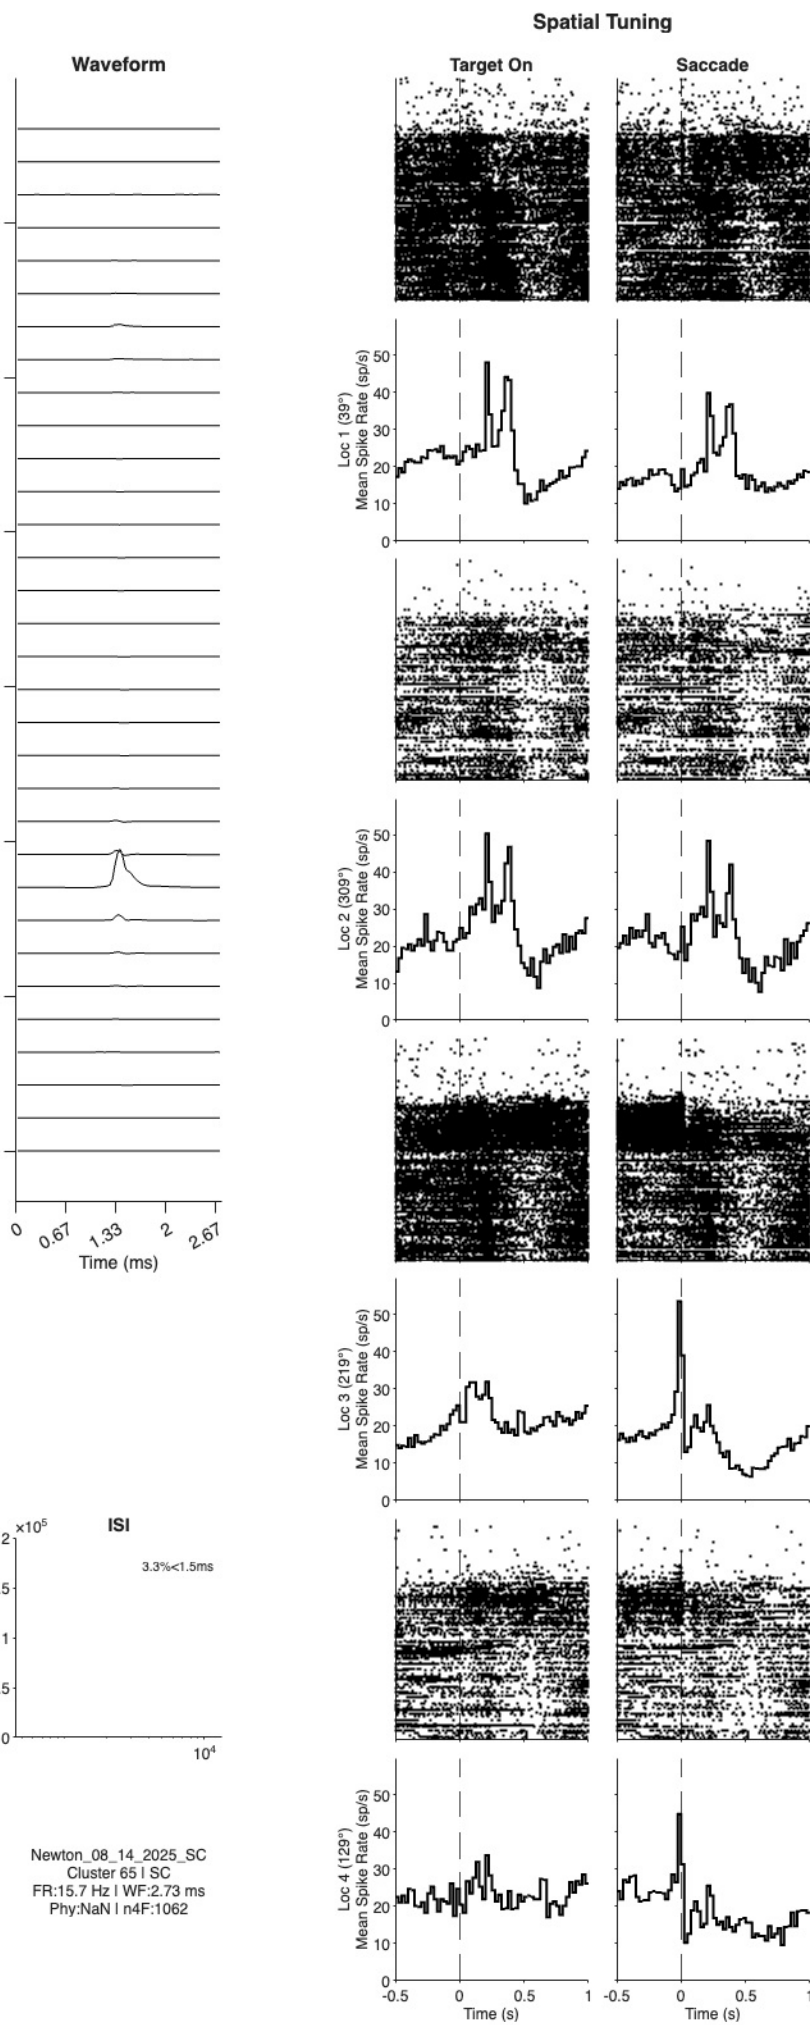 Spatial Tuning
Waveform
Target On
Saccade
50
40
30
20
10
0
Loc 1 (39°)
Mean Spike Rate (sp/s)
50
40
30
20
10
0
Loc 2 (309°)
Mean Spike Rate (sp/s)
0
0.67
1.33
2
2.67
Time (ms)
50
40
30
20
10
0
Loc 3 (219°)
Mean Spike Rate (sp/s)
ISI
×10⁵
2
5
1
5
0
3.3%<1.5ms
10⁴
50
40
30
20
10
0
Loc 4 (129°)
Mean Spike Rate (sp/s)
-0.5 0 0.5 1
-0.5 0 0.5 1
Time (s)
Time (s)
Newton_08_14_2025_SC
Cluster 65 | SC
FR:15.7 Hz | WF:2.73 ms
Phy:NaN | n4F:1062